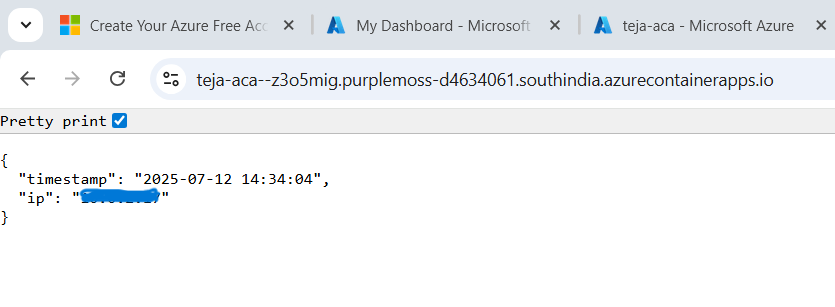 Create Your Azure Free Acc
My Dashboard - Microsoft
teja-aca - Microsoft Azure
teja-aca--z3o5mig.purplemoss-d4634061.southindia.azurecontainerapps.io
Pretty print
{
"timestamp": "2025-07-12 14:34:04",
"ip": " "
}